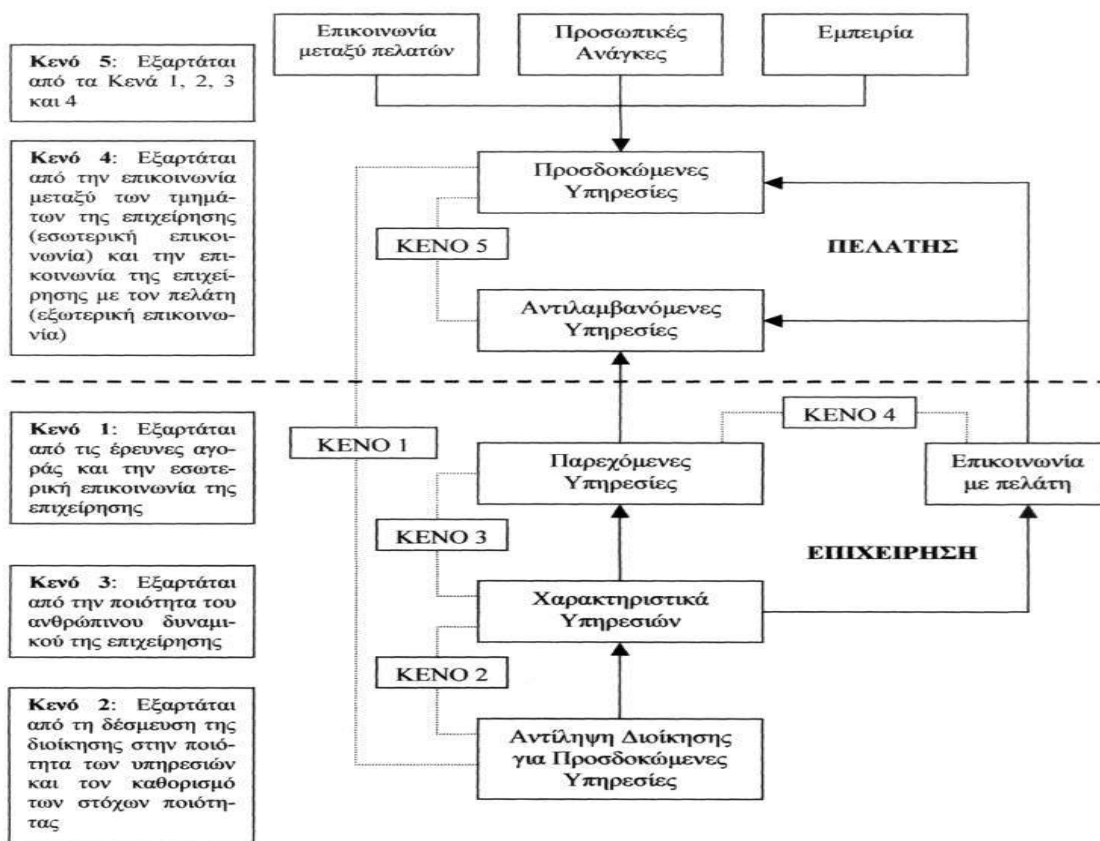 Επικοινωνία
μεταξύ πελατών
Προσωπικές
Ανάγκες
Εμπειρία
Κενό 5: Εξαρτάται
από τα Κενά 1, 2, 3
και 4
Κενό 4: Εξαρτάται
από την επικοινωνία
μεταξύ των τμημά-
των της επιχείρησης
(εσωτερική επικοι-
νωνία) και την επι-
κοινωνία της επιχεί-
ρησης με τον πελάτη
(εξωτερική επικοινω-
νία)
Προσδοκώμενες
Υπηρεσίες
ΚΕΝΟ 5
ΠΕΛΑΤΗΣ
Αντιλαμβανόμενες
Υπηρεσίες
Κενό 1: Εξαρτάται
από τις έρευνες αγο-
ράς και την εσωτε-
ρική επικοινωνία της
επιχείρησης
ΚΕΝΟ 1
ΚΕΝΟ 4
Παρεχόμενες
Υπηρεσίες
Επικοινωνία
με πελάτη
ΚΕΝΟ 3
ΕΠΙΧΕΙΡΗΣΗ
Κενό 3: Εξαρτάται
από την ποιότητα του
ανθρώπινου δυναμι-
κού της επιχείρησης
Χαρακτηριστικά
Υπηρεσιών
ΚΕΝΟ 2
Κενό 2: Εξαρτάται
από τη δέσμευση της
διοίκησης στην ποιό-
τητα των υπηρεσιών
και τον καθορισμό
των στόχων ποιότη-
τας
Αντίληψη Διοίκησης
για Προσδοκώμενες
Υπηρεσίες